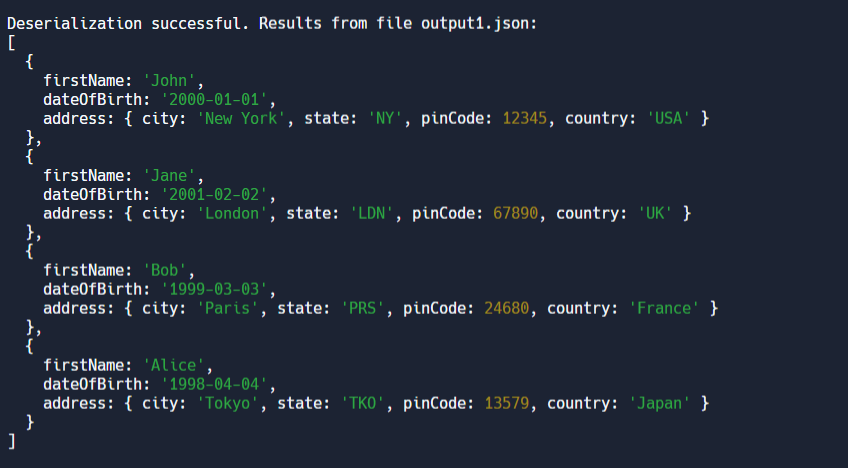 Deserialization successful. Results from file output1.json:
[
  {
    firstName: 'John',
    dateOfBirth: '2000-01-01',
    address: { city: 'New York', state: 'NY', pinCode: 12345, country: 'USA' }
  },
  {
    firstName: 'Jane',
    dateOfBirth: '2001-02-02',
    address: { city: 'London', state: 'LDN', pinCode: 67890, country: 'UK' }
  },
  {
    firstName: 'Bob',
    dateOfBirth: '1999-03-03',
    address: { city: 'Paris', state: 'PRS', pinCode: 24680, country: 'France' }
  },
  {
    firstName: 'Alice',
    dateOfBirth: '1998-04-04',
    address: { city: 'Tokyo', state: 'TKO', pinCode: 13579, country: 'Japan' }
  }
]